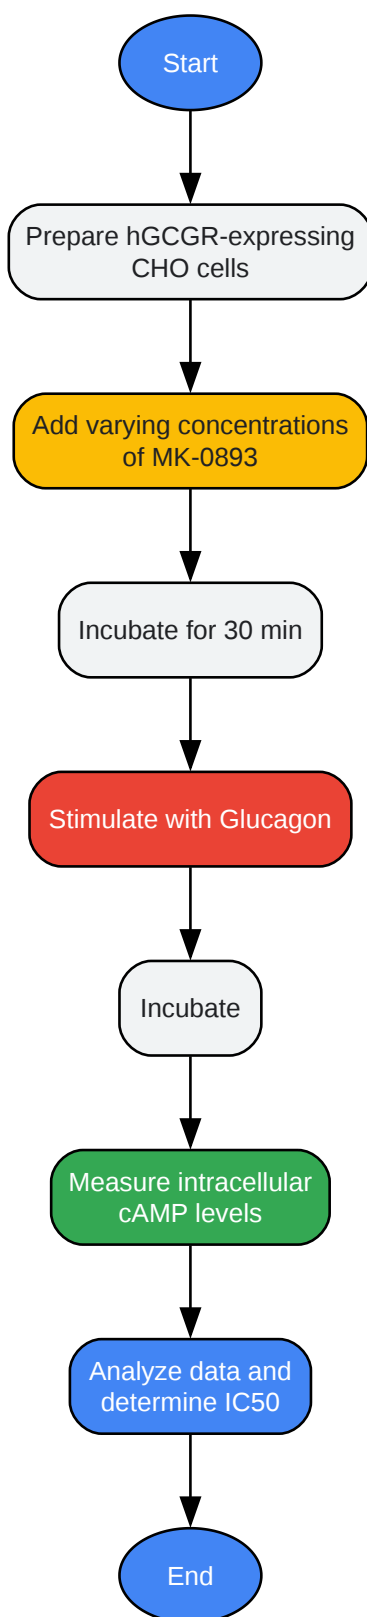 Start
Prepare hGCGR-expressing
CHO cells
Add varying concentrations
of MK-0893
Incubate for 30 min
Stimulate with Glucagon
Incubate
Measure intracellular
cAMP levels
Analyze data and
determine IC50
End